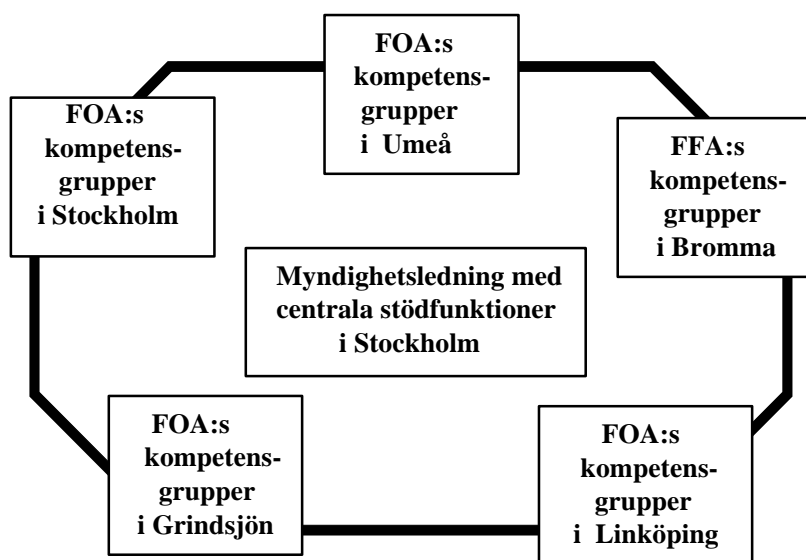 FOA:s
kompetens-
grupper
i Umeå
FOA:s
kompetens-
grupper
i Stockholm
FFA:s
kompetens-
grupper
i Bromma
Myndighetsledning med
centrala stödfunktioner
i Stockholm
FOA:s
kompetens-
grupper
i Grindsjön
FOA:s
kompetens-
grupper
i Linköping